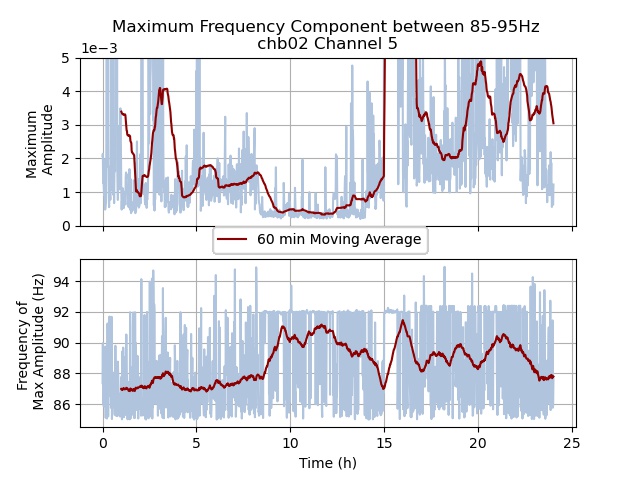 Maximum Frequency Component between 85-95Hz
chb02 Channel 5
1e−3
5
4
3
2
1
0
Maximum
Amplitude
60 min Moving Average
94
92
90
88
86
Frequency of
Max Amplitude (Hz)
0 5 10 15 20 25
Time (h)